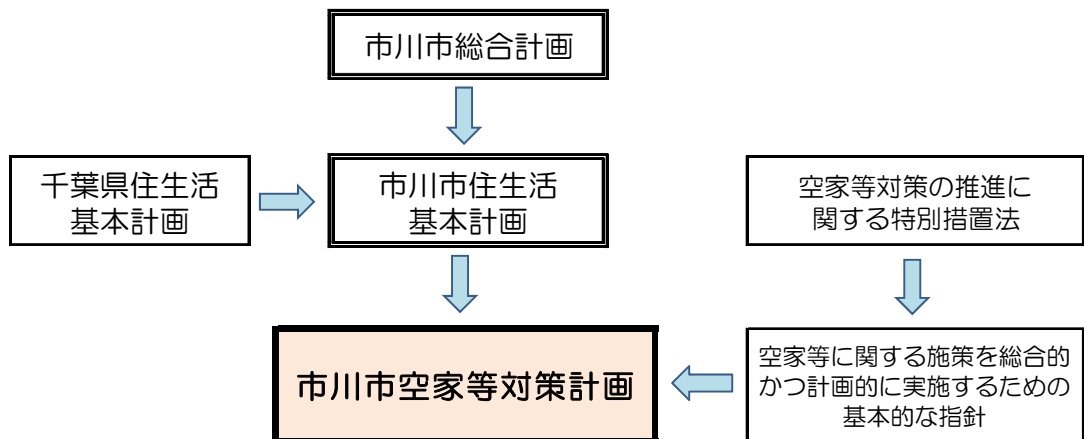 市川市総合計画
千葉県住生活
基本計画
市川市住生活
基本計画
空家等対策の推進に
関する特別措置法
市川市空家等対策計画
空家等に関する施策を総合的
かつ計画的に実施するための
基本的な指針